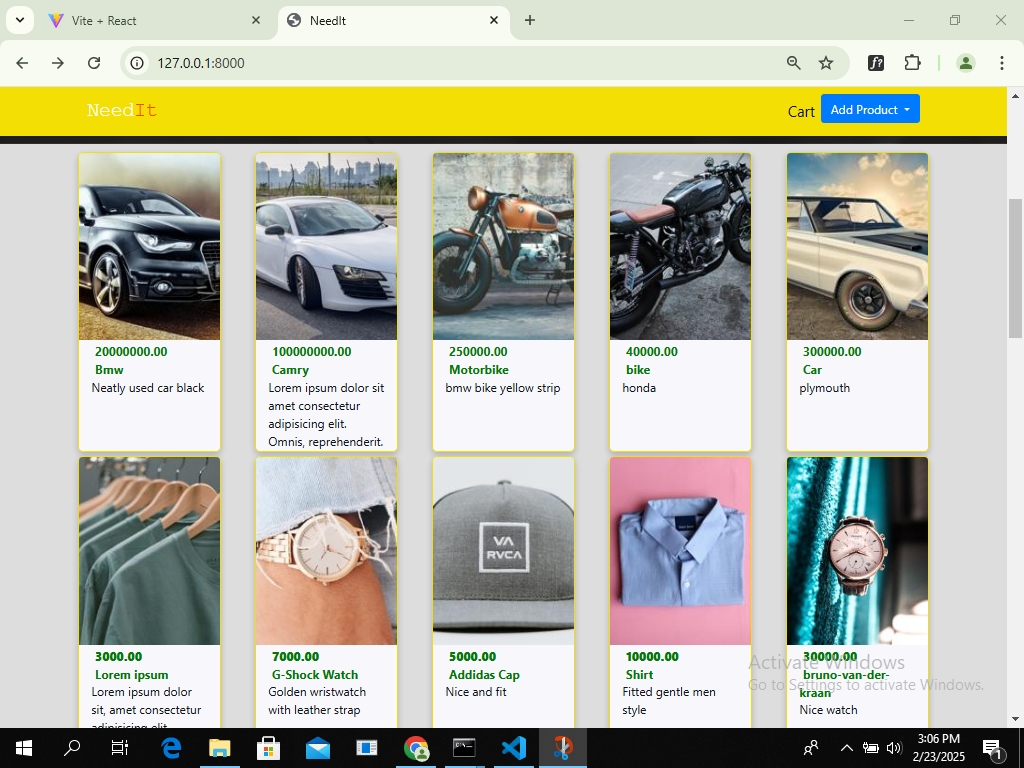 Vite + React
NeedIt
127.0.0.1:8000
f?
NeedIt
Cart
Add Product
20000000.00
Bmw
Neatly used car black
100000000.00
Camry
Lorem ipsum dolor sit
amet consectetur
adipisicing elit.
Omnis, reprehenderit.
250000.00
Motorbike
bmw bike yellow strip
40000.00
bike
honda
300000.00
Car
plymouth
VA
RVCA
3000.00
Lorem ipsum
Lorem ipsum dolor
sit, amet consectetur
adipisicing elit
7000.00
G-Shock Watch
Golden wristwatch
with leather strap
5000.00
Addidas Cap
Nice and fit
10000.00
Shirt
Fitted gentle men
style
30000.00
bruno-van-der-
kraan
Nice watch
Activate Windows
Go to Settings to activate Windows.
3:06 PM
2/23/2025
1